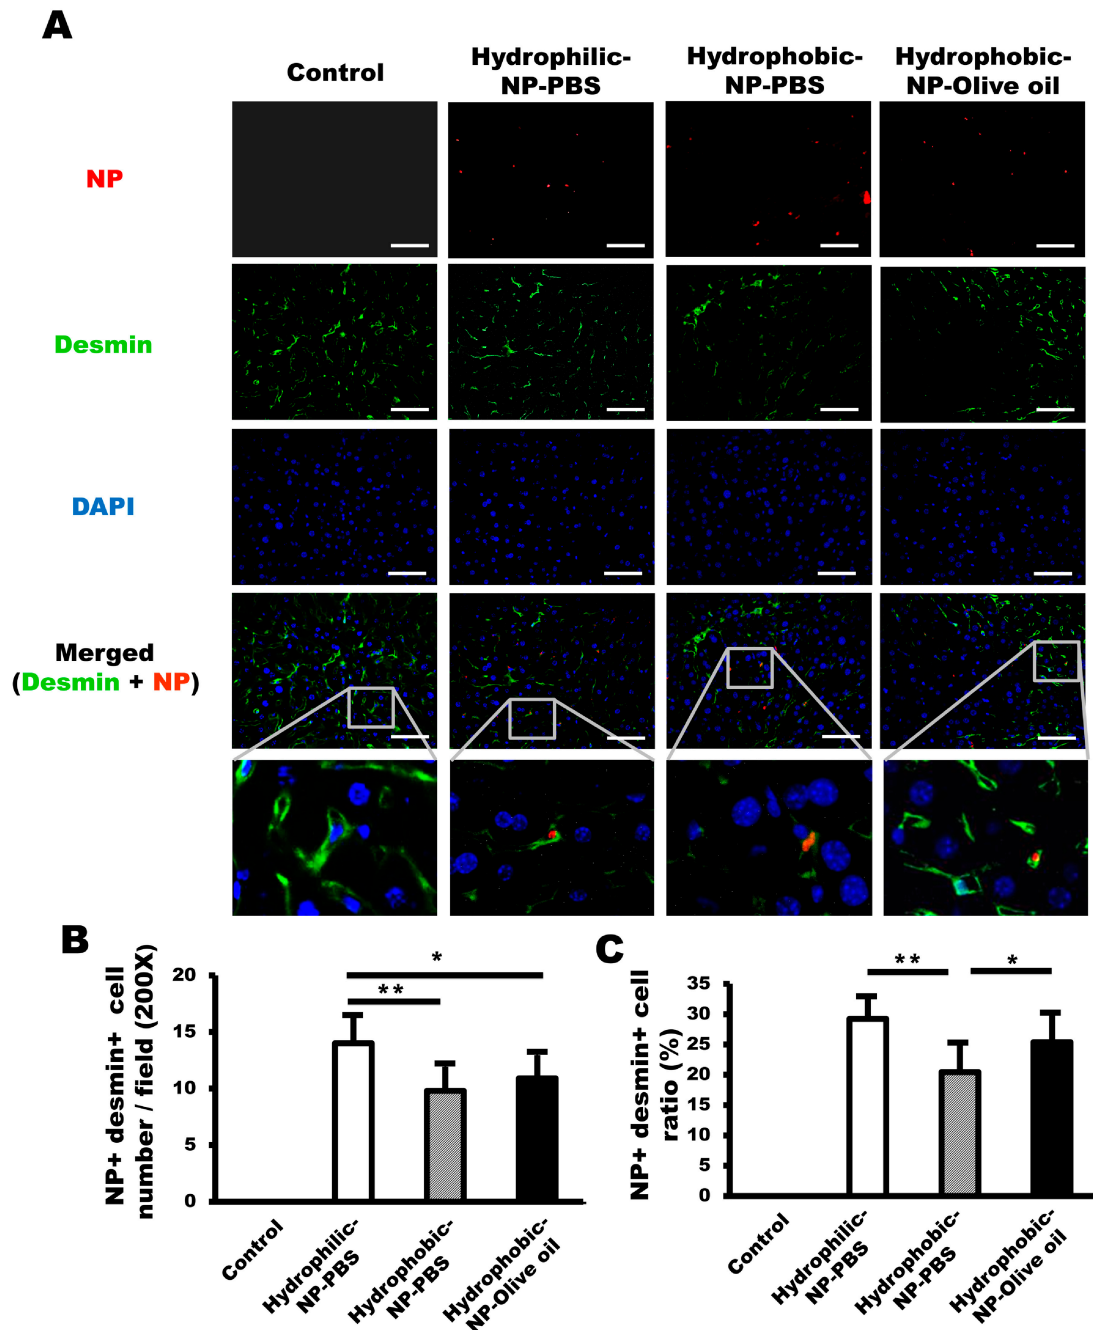 A
Control
Hydrophilic-
NP-PBS
Hydrophobic-
NP-PBS
Hydrophobic-
NP-Olive oil
NP
Desmin
DAPI
Merged
(Desmin + NP)
B
NP+ desmin+ cell
number / field (200X)
20
15
10
5
0
*
**
Control
Hydrophilic-
NP-PBS
Hydrophobic-
NP-PBS
Hydrophobic-
NP-Olive oil
C
NP+ desmin+ cell
ratio (%)
35
30
25
20
15
10
5
0
**
*
Control
Hydrophilic-
NP-PBS
Hydrophobic-
NP-PBS
Hydrophobic-
NP-Olive oil